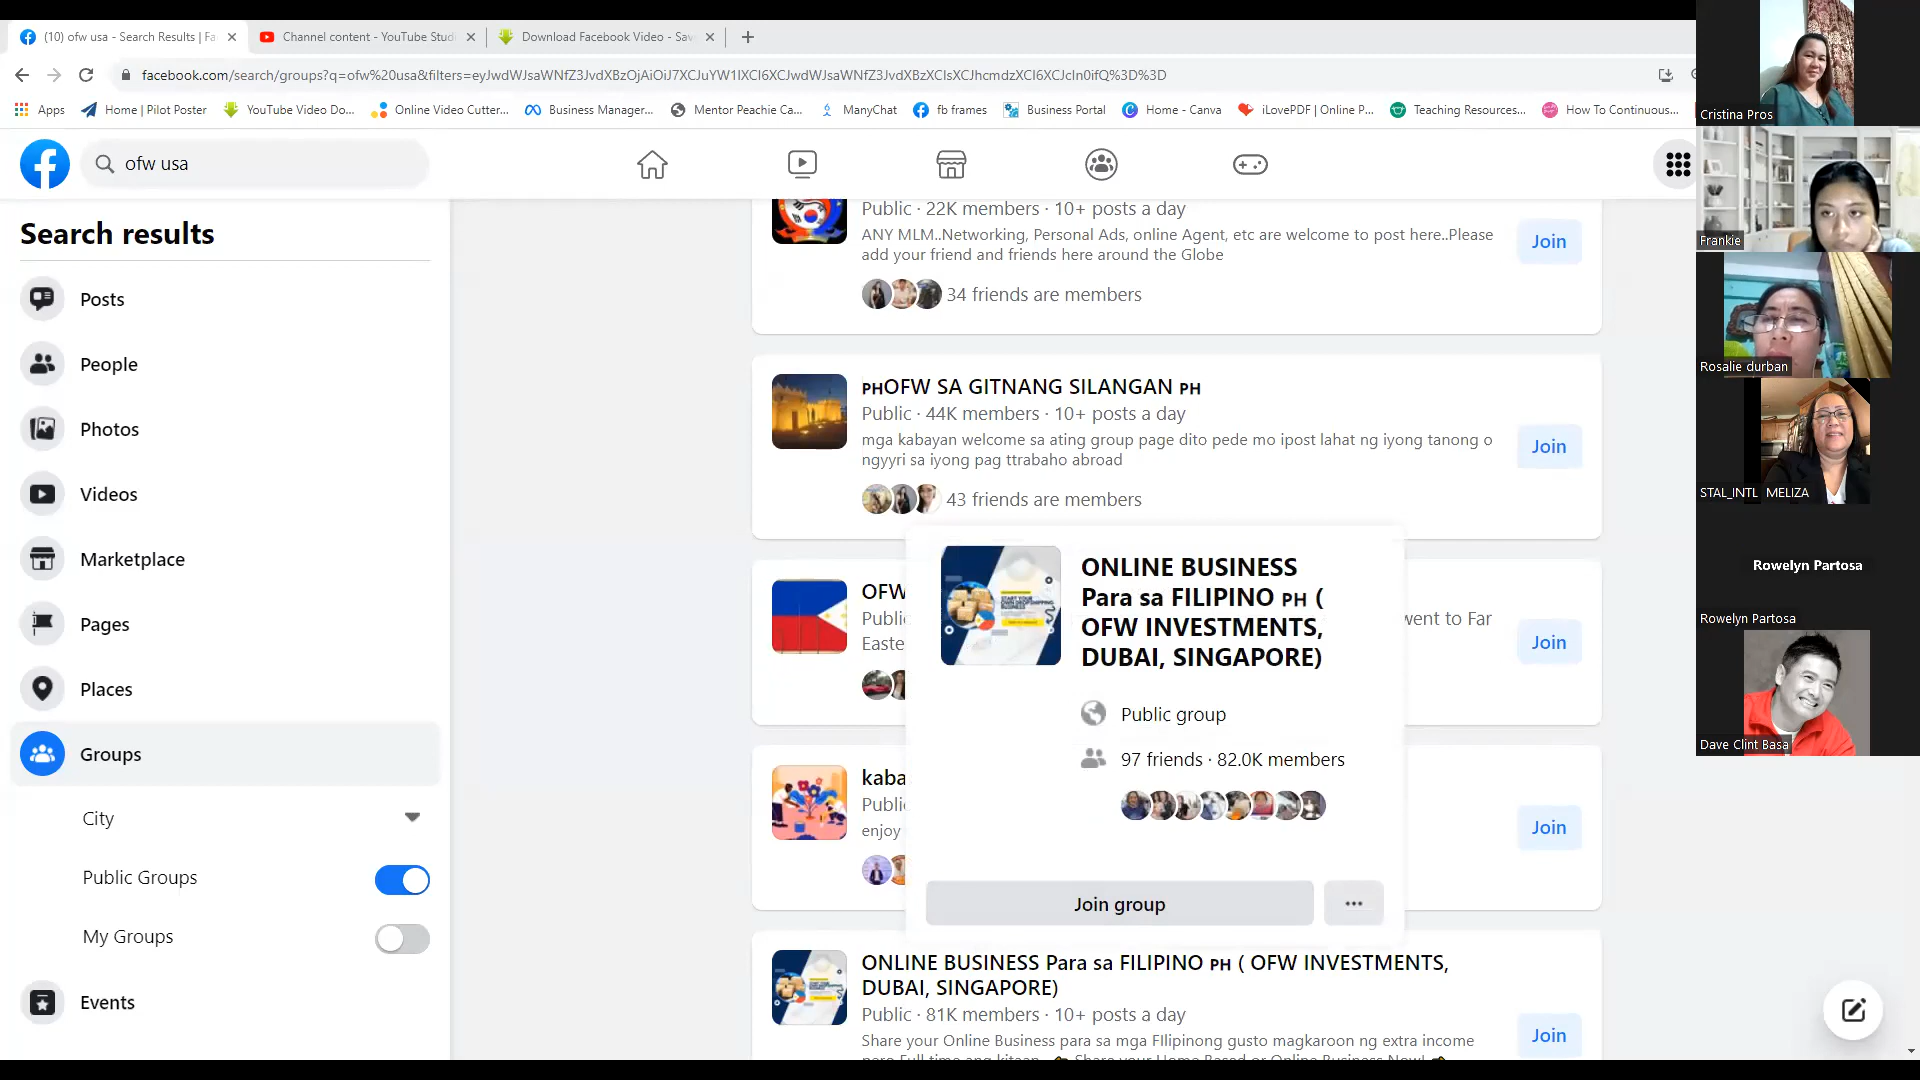 (10) ofw usa - Search Results | Fa
Channel content - YouTube Studi
Download Facebook Video - Sav
facebook.com/search/groups?q=ofw%20usa&filters=eyJwdWJsaWNfZ3JvdXBzOjAiOiJ7XCJuYW1lXCI6XCJwdWJsaWNfZ3JvdXBzXCIsXCJhcmdzXCI6XCJcIn0ifQ%3D%3D
Apps
Home | Pilot Poster
YouTube Video Do...
Online Video Cutter...
Business Manager...
Mentor Peachie Ca...
ManyChat
fb frames
Business Portal
Home - Canva
iLovePDF | Online P...
Teaching Resources...
How To Continuous...
ofw usa
Search results
Posts
People
Photos
Videos
Marketplace
Pages
Places
Groups
City
Public Groups
My Groups
Events
Public · 22K members · 10+ posts a day
ANY MLM..Networking, Personal Ads, online Agent, etc are welcome to post here..Please
add your friend and friends here around the Globe
34 friends are members
Join
PHOFW SA GITNANG SILANGAN PH
Public · 44K members · 10+ posts a day
mga kabayan welcome sa ating group page dito pede mo ipost lahat ng iyong tanong o
ngyyri sa iyong pag ttrabaho abroad
43 friends are members
Join
OFW
Public
went to Far
Easte
Join
kaba
Public
enjoy
Join
ONLINE BUSINESS
Para sa FILIPINO PH (
OFW INVESTMENTS,
DUBAI, SINGAPORE)
Public group
97 friends · 82.0K members
Join group
ONLINE BUSINESS Para sa FILIPINO PH ( OFW INVESTMENTS,
DUBAI, SINGAPORE)
Public · 81K members · 10+ posts a day
Share your Online Business para sa mga FIlipinong gusto magkaroon ng extra income
Join
Cristina Pros
Frankie
Rosalie durban
STAL_INTL MELIZA
Rowelyn Partosa
Rowelyn Partosa
Dave Clint Basa